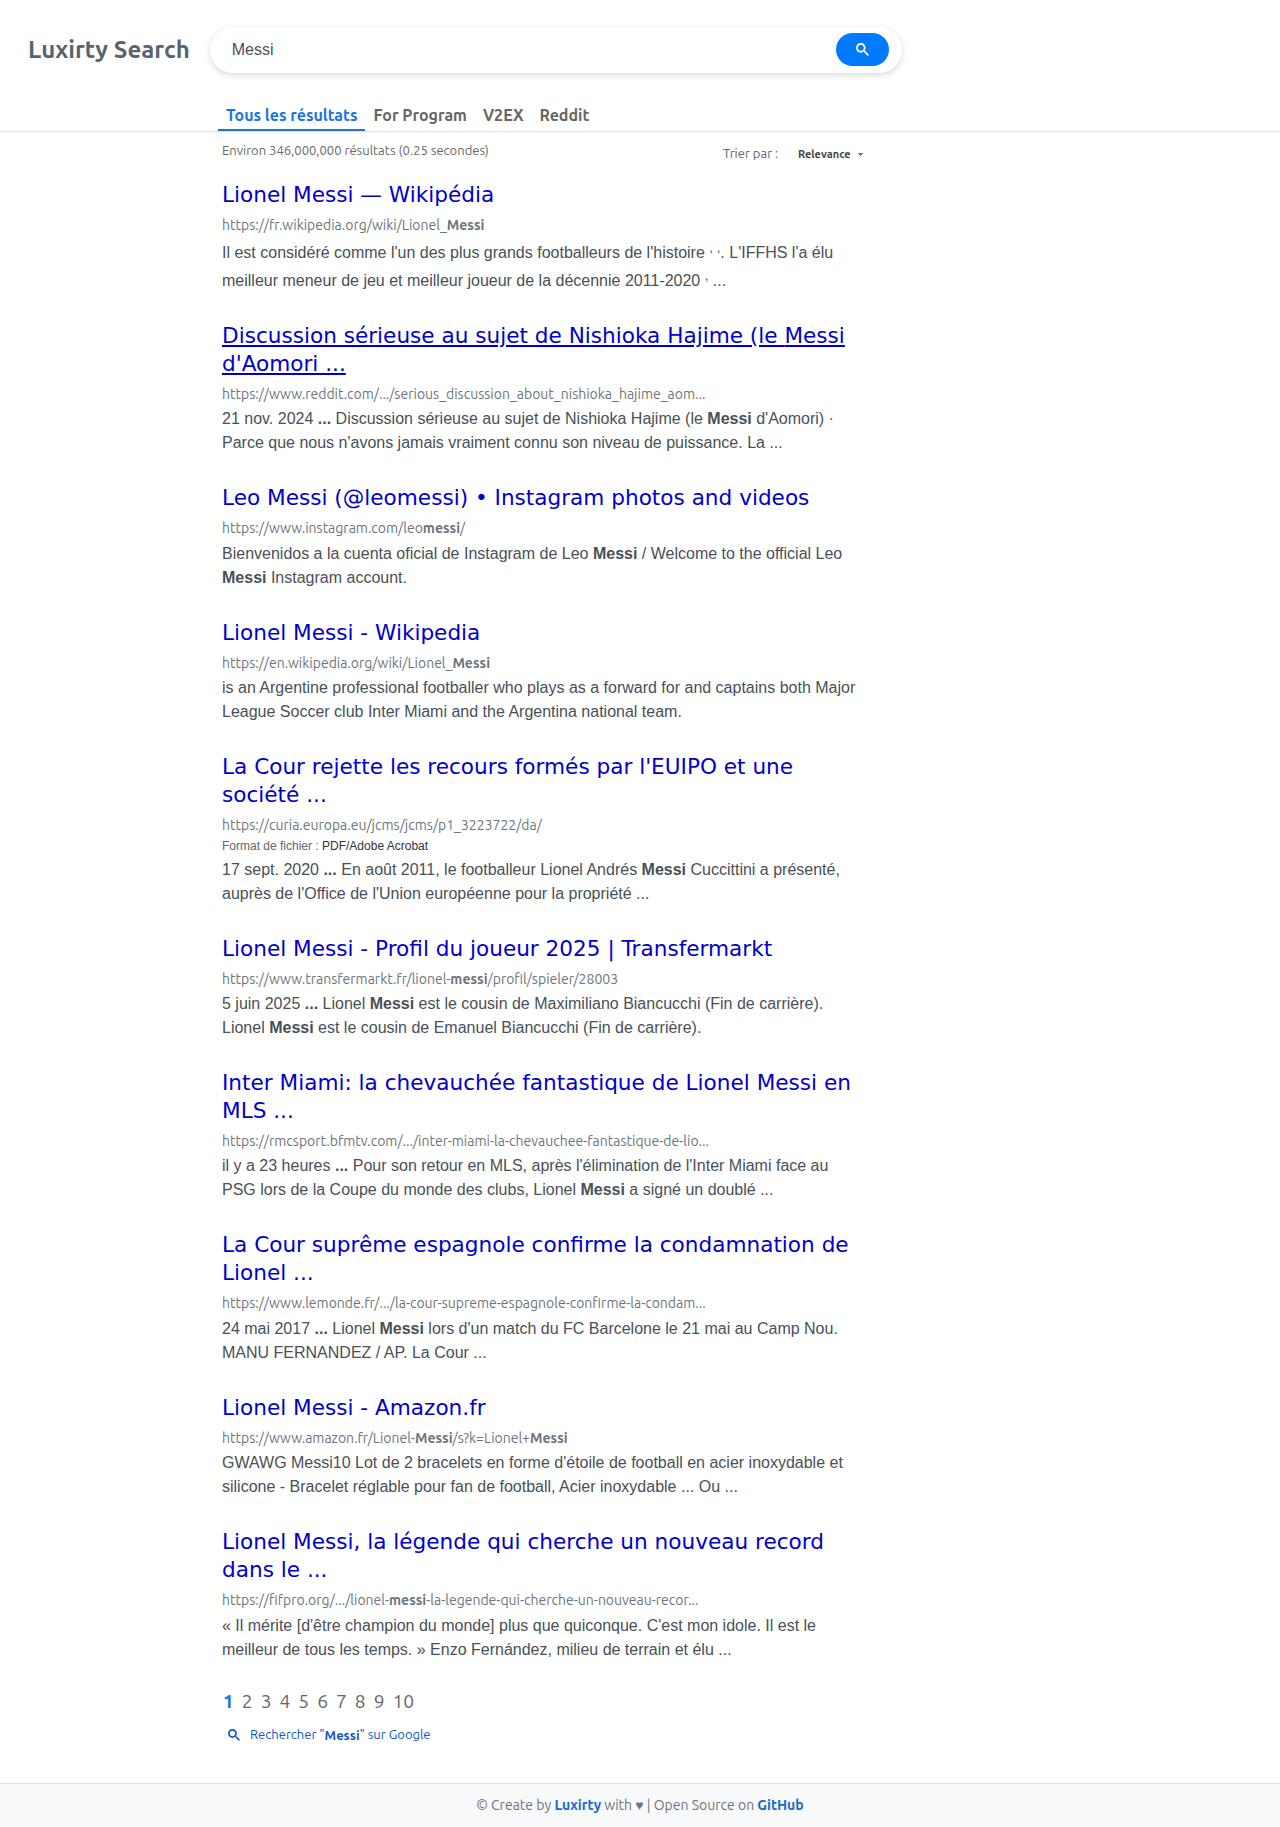 Luxirty Search
Messi
Tous les résultats For Program V2EX Reddit
Environ 346,000,000 résultats (0.25 secondes)
Trier par : Relevance
Lionel Messi — Wikipédia
https://fr.wikipedia.org/wiki/Lionel_Messi
Il est considéré comme l'un des plus grands footballeurs de l'histoire , ,. L'IFFHS l'a élu
meilleur meneur de jeu et meilleur joueur de la décennie 2011-2020 , ...
Discussion sérieuse au sujet de Nishioka Hajime (le Messi
d'Aomori ...
https://www.reddit.com/.../serious_discussion_about_nishioka_hajime_aom...
21 nov. 2024 ... Discussion sérieuse au sujet de Nishioka Hajime (le Messi d'Aomori) ·
Parce que nous n'avons jamais vraiment connu son niveau de puissance. La ...
Leo Messi (@leomessi) • Instagram photos and videos
https://www.instagram.com/leomessi/
Bienvenidos a la cuenta oficial de Instagram de Leo Messi / Welcome to the official Leo
Messi Instagram account.
Lionel Messi - Wikipedia
https://en.wikipedia.org/wiki/Lionel_Messi
is an Argentine professional footballer who plays as a forward for and captains both Major
League Soccer club Inter Miami and the Argentina national team.
La Cour rejette les recours formés par l'EUIPO et une
société ...
https://curia.europa.eu/jcms/jcms/p1_3223722/da/
Format de fichier : PDF/Adobe Acrobat
17 sept. 2020 ... En août 2011, le footballeur Lionel Andrés Messi Cuccittini a présenté,
auprès de l'Office de l'Union européenne pour la propriété ...
Lionel Messi - Profil du joueur 2025 | Transfermarkt
https://www.transfermarkt.fr/lionel-messi/profil/spieler/28003
5 juin 2025 ... Lionel Messi est le cousin de Maximiliano Biancucchi (Fin de carrière).
Lionel Messi est le cousin de Emanuel Biancucchi (Fin de carrière).
Inter Miami: la chevauchée fantastique de Lionel Messi en
MLS ...
https://rmcsport.bfmtv.com/.../inter-miami-la-chevauchee-fantastique-de-lio...
il y a 23 heures ... Pour son retour en MLS, après l'élimination de l'Inter Miami face au
PSG lors de la Coupe du monde des clubs, Lionel Messi a signé un doublé ...
La Cour suprême espagnole confirme la condamnation de
Lionel ...
https://www.lemonde.fr/.../la-cour-supreme-espagnole-confirme-la-condam...
24 mai 2017 ... Lionel Messi lors d'un match du FC Barcelone le 21 mai au Camp Nou.
MANU FERNANDEZ / AP. La Cour ...
Lionel Messi - Amazon.fr
https://www.amazon.fr/Lionel-Messi/s?k=Lionel+Messi
GWAWG Messi10 Lot de 2 bracelets en forme d'étoile de football en acier inoxydable et
silicone - Bracelet réglable pour fan de football, Acier inoxydable ... Ou ...
Lionel Messi, la légende qui cherche un nouveau record
dans le ...
https://fifpro.org/.../lionel-messi-la-legende-qui-cherche-un-nouveau-recor...
« Il mérite [d'être champion du monde] plus que quiconque. C'est mon idole. Il est le
meilleur de tous les temps. » Enzo Fernández, milieu de terrain et élu ...
1 2 3 4 5 6 7 8 9 10
Rechercher "Messi" sur Google
© Create by Luxirty with ♥ | Open Source on GitHub